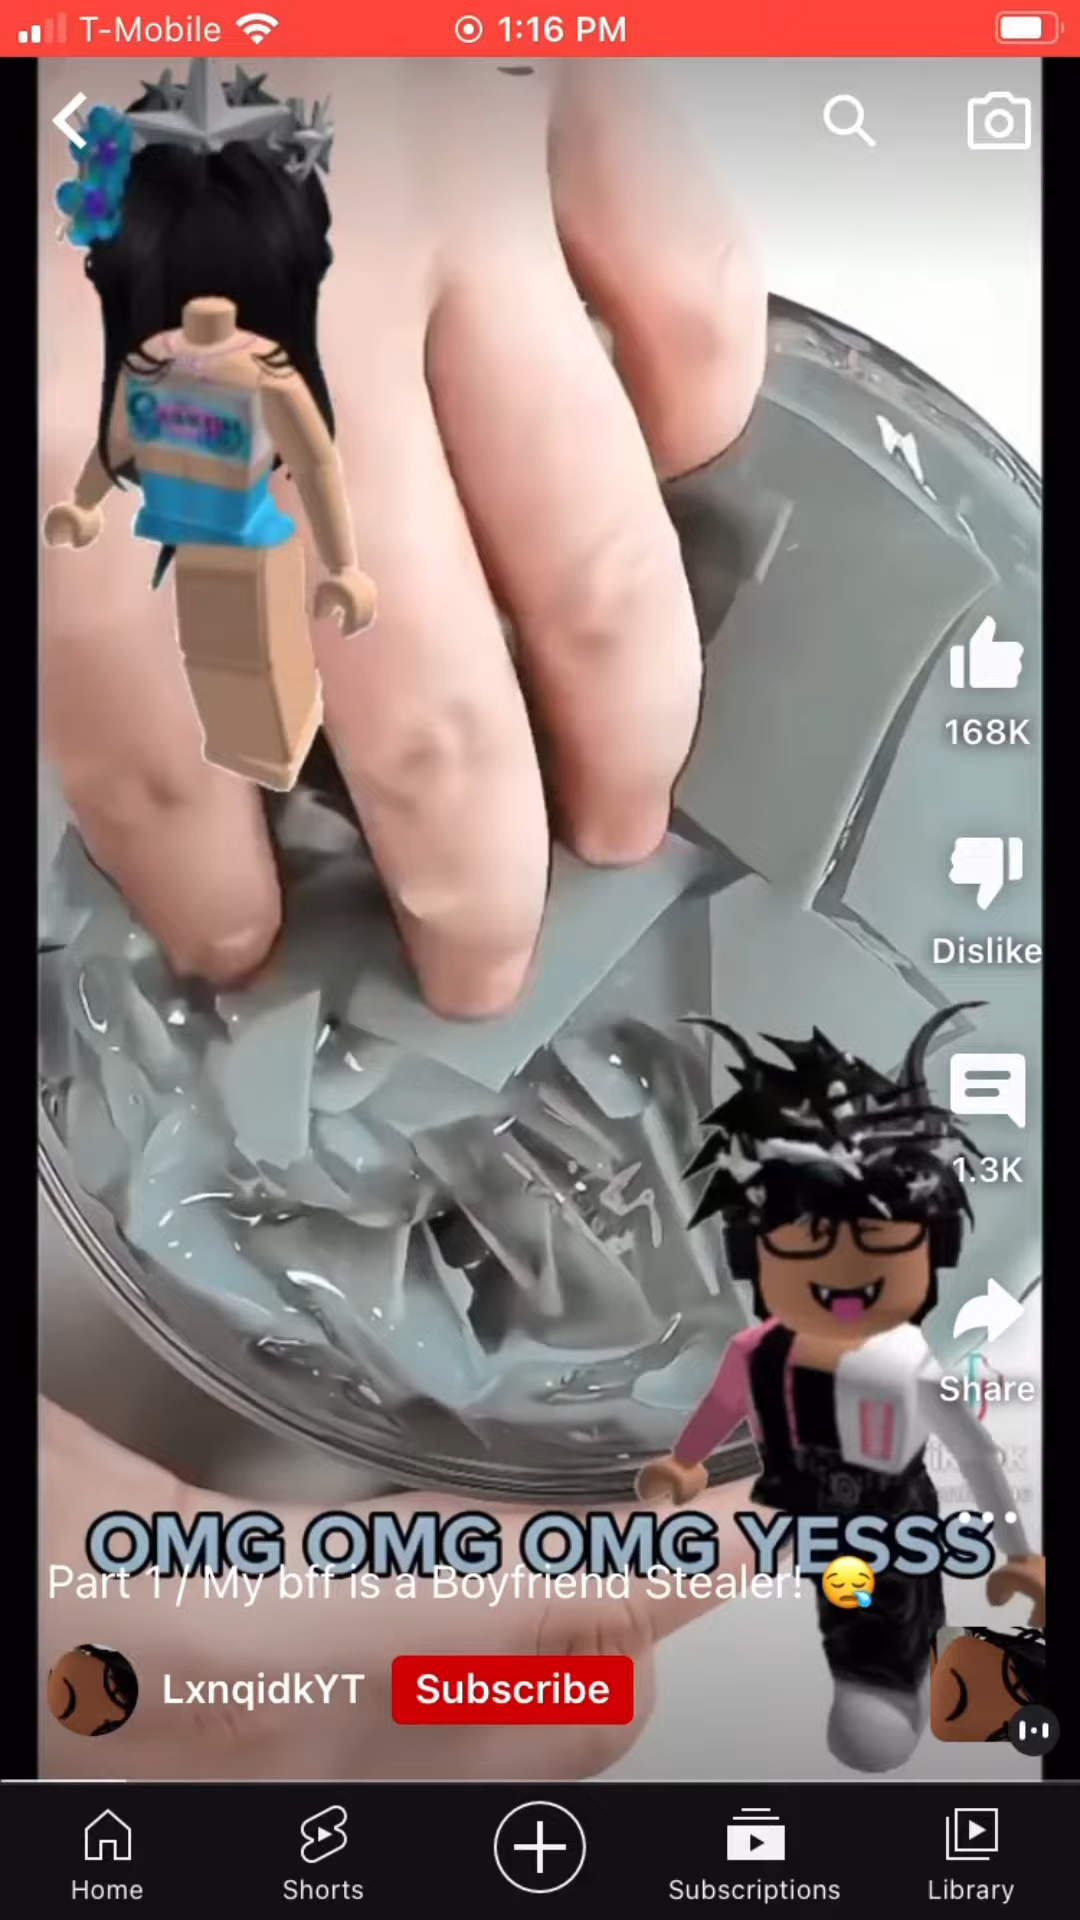 T-Mobile 1:16 PM
168K
Dislike
1.3K
Share
OMG OMG OMG YESSS
Part 1 / My bff is a Boyfriend Stealer! 😪
LxnqidkYT Subscribe
Home Shorts Subscriptions Library